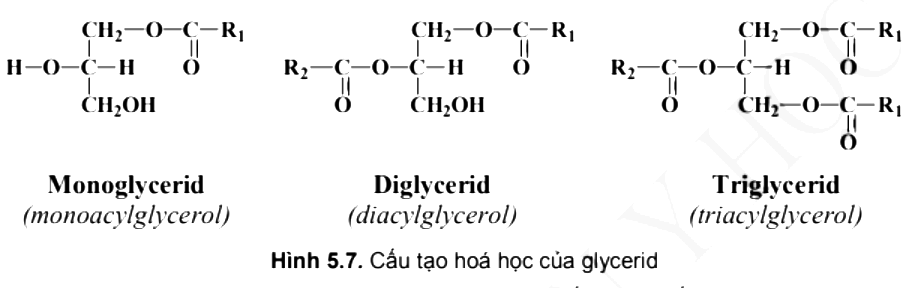 CH2—O—C—R1
H—O—C—H O
CH2OH
Monoglycerid
(monoacylglycerol)
CH2—O—C—R1
R2—C—O—C—H O
O CH2OH
Diglycerid
(diacylglycerol)
CH2—O—C—R1
R2—C—O—C—H O
O CH2—O—C—R1
O
Triglycerid
(triacylglycerol)
Hình 5.7. Cấu tạo hoá học của glycerid
Y HỌC